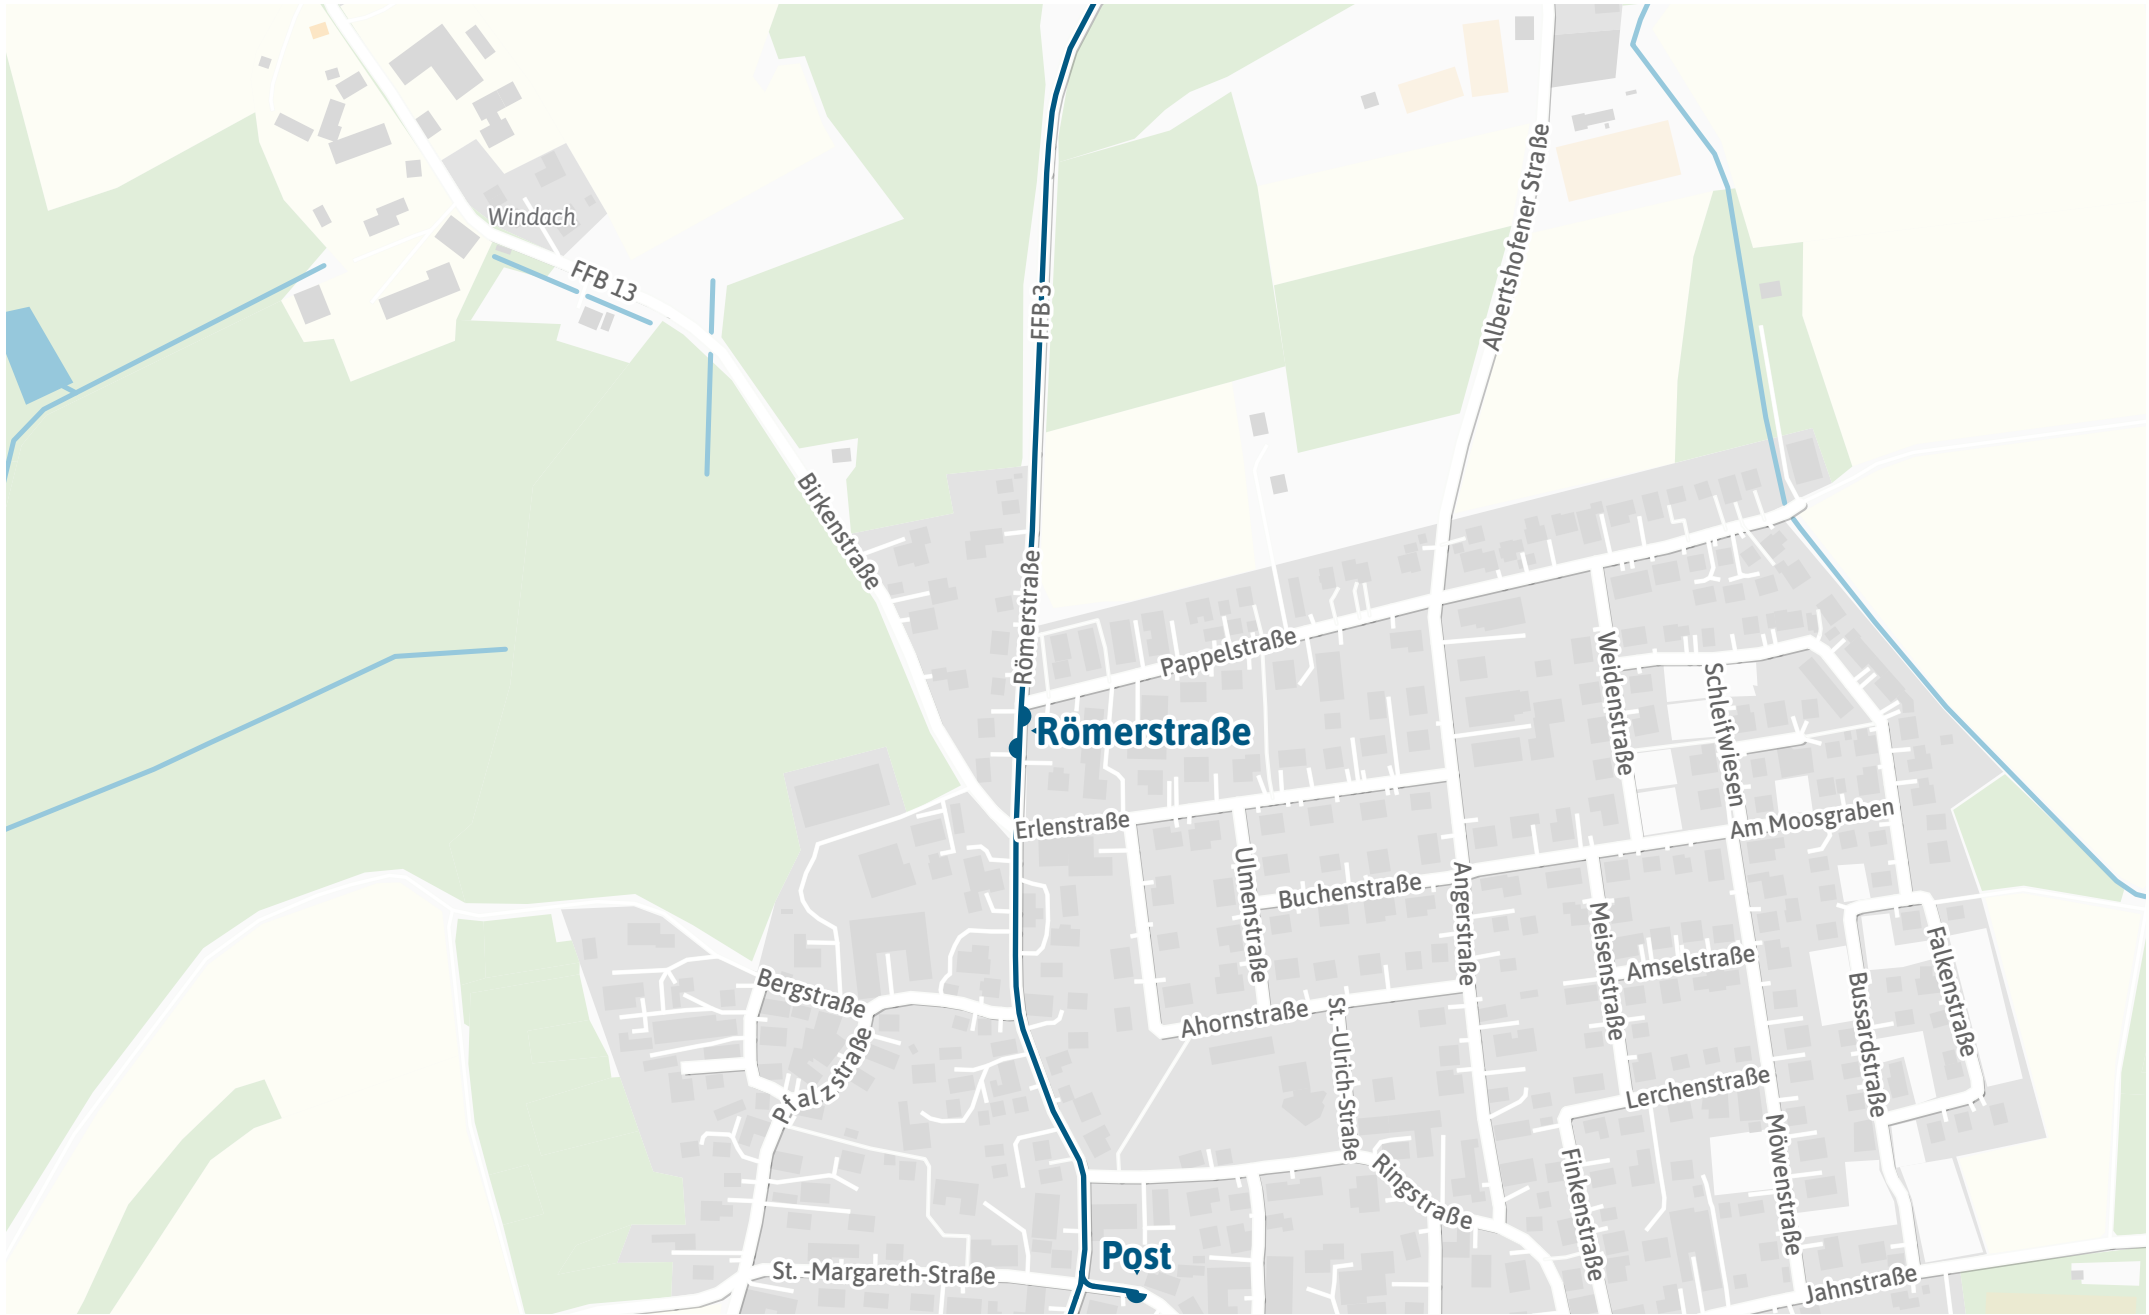 Windach
FFB 13
FFB 3
Albertshofener Straße
Birkenstraße
Römerstraße
Pappelstraße
Weidenstraße
Schleifwiesen
Römerstraße
Erlenstraße
Am Moosgraben
Ulmenstraße
Buchenstraße
Angerstraße
Meisenstraße
Amselstraße
Falkenstraße
Busardstraße
Bergstraße
Ahornstraße
St.-Ulrich-Straße
Pfalzstraße
Lerchenstraße
Möwenstraße
Finkenstraße
Ringstraße
Post
St.-Margareth-Straße
Jahnstraße